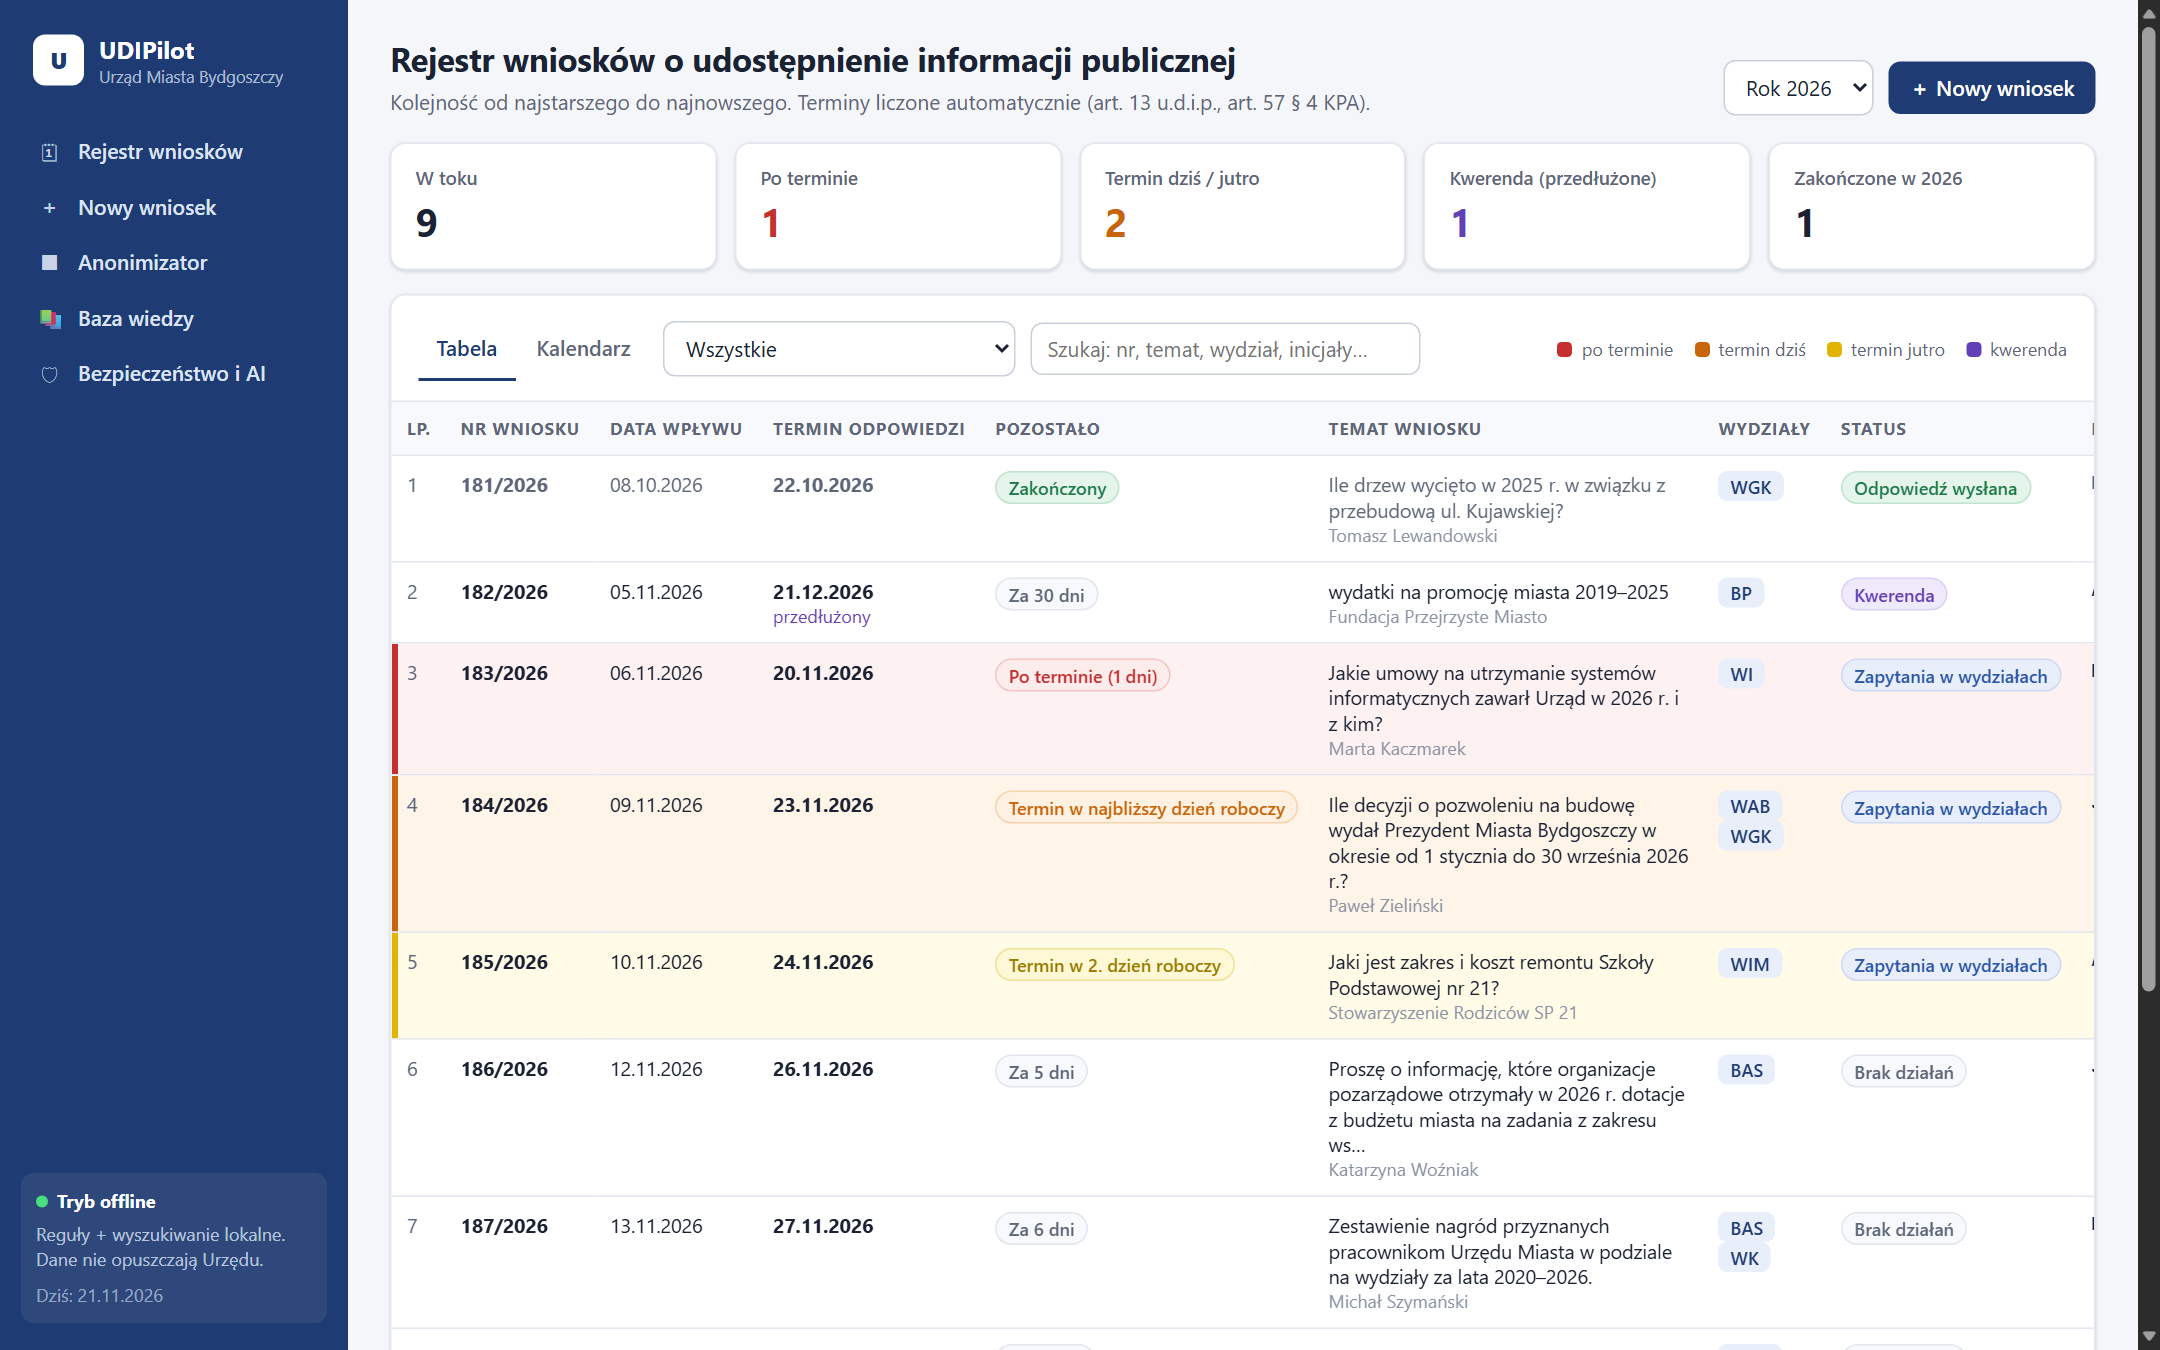 U
UDIPilot
Urząd Miasta Bydgoszczy
Rejestr wniosków
+ Nowy wniosek
Anonimizator
Baza wiedzy
Bezpieczeństwo i AI
Tryb offline
Reguły + wyszukiwanie lokalne.
Dane nie opuszczają Urzędu.
Dziś: 21.11.2026
Rejestr wniosków o udostępnienie informacji publicznej
Kolejność od najstarszego do najnowszego. Terminy liczone automatycznie (art. 13 u.d.i.p., art. 57 § 4 KPA).
Rok 2026
+ Nowy wniosek
W toku
9
Po terminie
1
Termin dziś / jutro
2
Kwerenda (przedłużone)
1
Zakończone w 2026
1
Tabela
Kalendarz
Wszystkie
Szukaj: nr, temat, wydział, inicjały...
po terminie
termin dziś
termin jutro
kwerenda
LP. NR WNIOSKU DATA WPŁYWU TERMIN ODPOWIEDZI POZOSTAŁO TEMAT WNIOSKU WYDZIAŁY STATUS
1 181/2026 08.10.2026 22.10.2026 Zakończony Ile drzew wycięto w 2025 r. w związku z WGK Odpowiedź wysłana
przebudową ul. Kujawskiej?
Tomasz Lewandowski
2 182/2026 05.11.2026 21.12.2026 Za 30 dni wydatki na promocję miasta 2019–2025 BP Kwerenda
przedłużony Fundacja Przejrzyste Miasto
3 183/2026 06.11.2026 20.11.2026 Po terminie (1 dni) Jakie umowy na utrzymanie systemów WI Zapytania w wydziałach
informatycznych zawarł Urząd w 2026 r. i
z kim?
Marta Kaczmarek
4 184/2026 09.11.2026 23.11.2026 Termin w najbliższy dzień roboczy Ile decyzji o pozwoleniu na budowę WAB Zapytania w wydziałach
wydał Prezydent Miasta Bydgoszczy w WGK
okresie od 1 stycznia do 30 września 2026
r.?
Paweł Zieliński
5 185/2026 10.11.2026 24.11.2026 Termin w 2. dzień roboczy Jaki jest zakres i koszt remontu Szkoły WIM Zapytania w wydziałach
Podstawowej nr 21?
Stowarzyszenie Rodziców SP 21
6 186/2026 12.11.2026 26.11.2026 Za 5 dni Proszę o informację, które organizacje BAS Brak działań
pozarządowe otrzymały w 2026 r. dotacje
z budżetu miasta na zadania z zakresu
ws...
Katarzyna Woźniak
7 187/2026 13.11.2026 27.11.2026 Za 6 dni Zestawienie nagród przyznanych BAS Brak działań
pracownikom Urzędu Miasta w podziale WK
na wydziały za lata 2020–2026.
Michał Szymański